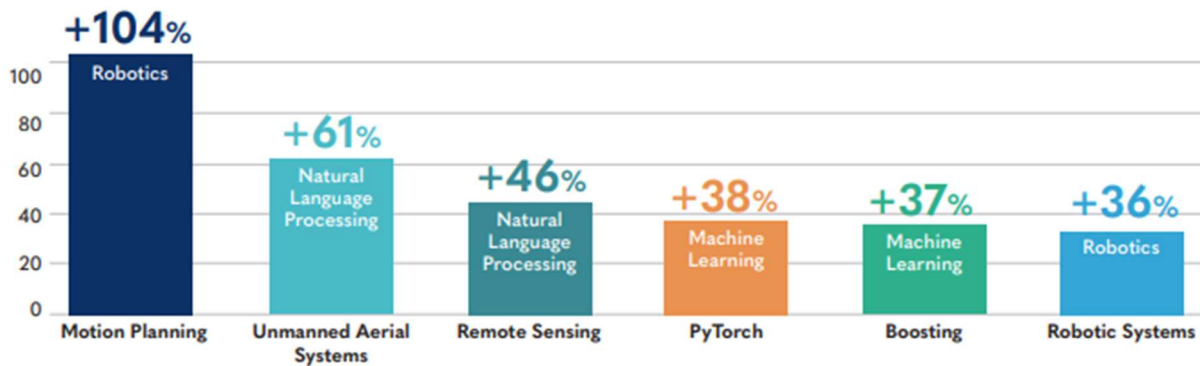 +104%
Robotics
+61%
Natural
Language
Processing
+46%
Natural
Language
Processing
+38%
Machine
Learning
+37%
Machine
Learning
+36%
Robotics
100
80
60
40
20
0
Motion Planning
Unmanned Aerial
Systems
Remote Sensing
PyTorch
Boosting
Robotic Systems